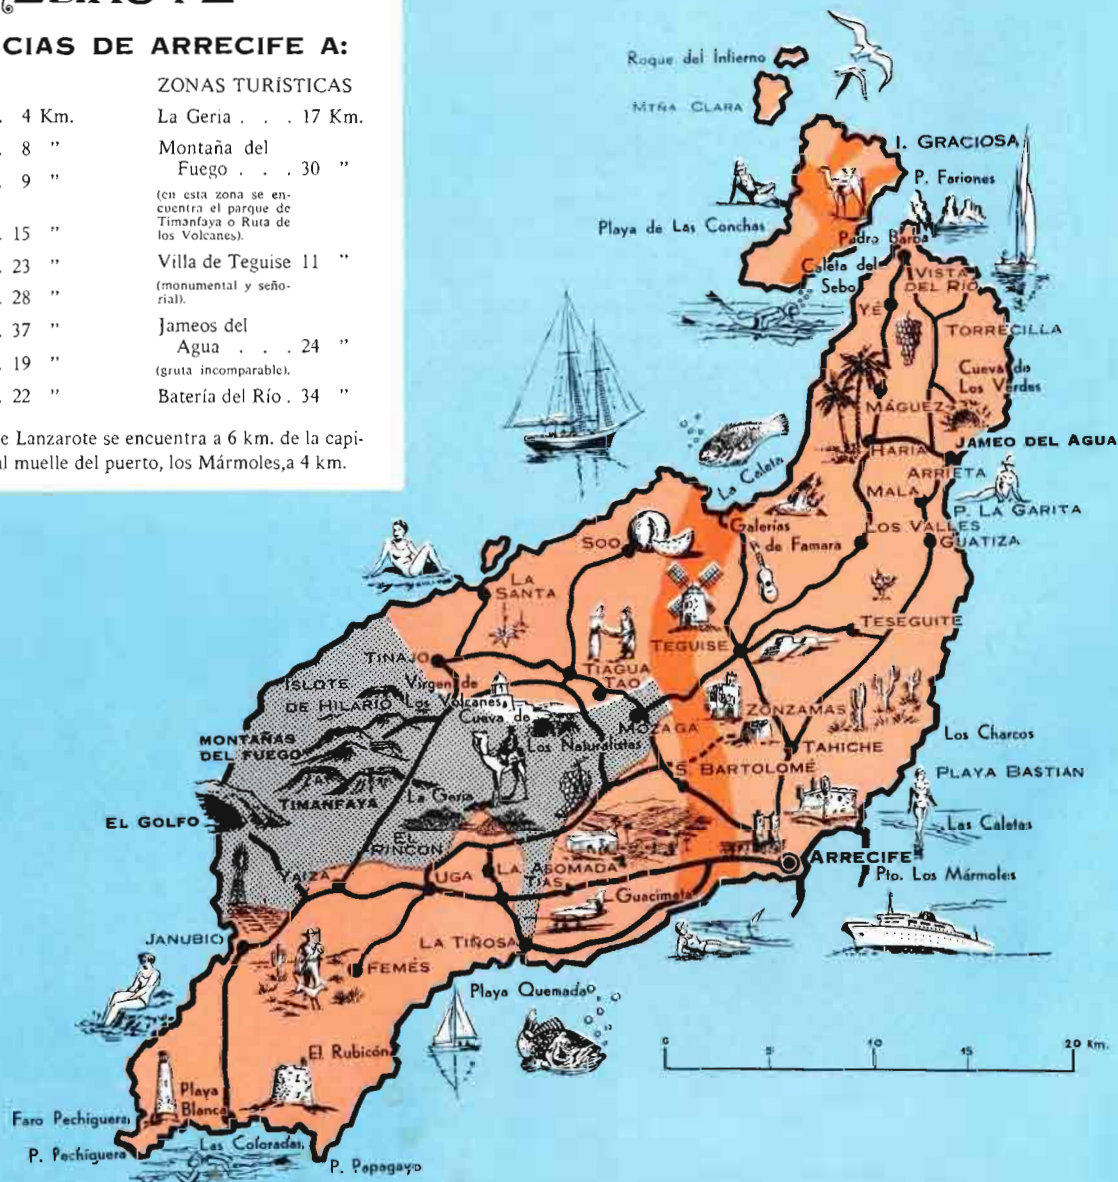 CIAS DE ARRECIFE A:
. 4 Km.
. 8 ”
. 9 ”
. 15 ”
. 23 ”
. 28 ”
. 37 ”
. 19 ”
. 22 ”
ZONAS TURÍSTICAS
La Geria . . . 17 Km.
Montaña del
Fuego . . . 30 ”
(en esta zona se en-
cuentra el parque de
Timanfaya o Ruta de
los Volcanes).
Villa de Teguise 11 ”
(monumental y seño-
rial).
Jameos del
Agua . . . 24 ”
(gruta incomparable).
Batería del Río . 34 ”
e Lanzarote se encuentra a 6 km. de la capi-
al muelle del puerto, los Mármoles, a 4 km.
Roque del Infierno
MTÑA CLARA
I. GRACIOSA
P. Fariones
Playa de Las Conchas
Pedro Barba
Caleta del
Sebo
VISTA
DEL RÍO
YÉ
TORRECILLA
Cueva de
Los Verdes
MÁGUEZ
HARIA
JAMEO DEL AGUA
ARRIETA
MALA
P. LA GARITA
La Caleta
Galerías
de Famara
LOS VALLES
GUATIZA
SOO
LA
SANTA
TESEGUITE
TEGUISE
TINAJO
TIAGUA
TAO
ISLOTE
DE HILARIO
Virgen de
Los Volcanes
Cueva de
Los Naturalistas
MOZAGA
ZONZAMAS
MONTAÑAS
DEL FUEGO
TAHICHE
Los Charcos
S. BARTOLOMÉ
PLAYA BASTIÁN
TIMANFAYA
La Geria
EL GOLFO
Las Caletas
EL
RINCÓN
ARRECIFE
YAIZA
UGA
LA ASOMADA
TÍAS
Guacimeta
Pto. Los Mármoles
JANUBIO
LA TIÑOSA
FEMÉS
Playa Quemada
El Rubicón
0 5 10 15 20 Km.
Playa
Blanca
Faro Pechiguera
P. Pechiguera
Las Coloradas
P. Papagayo